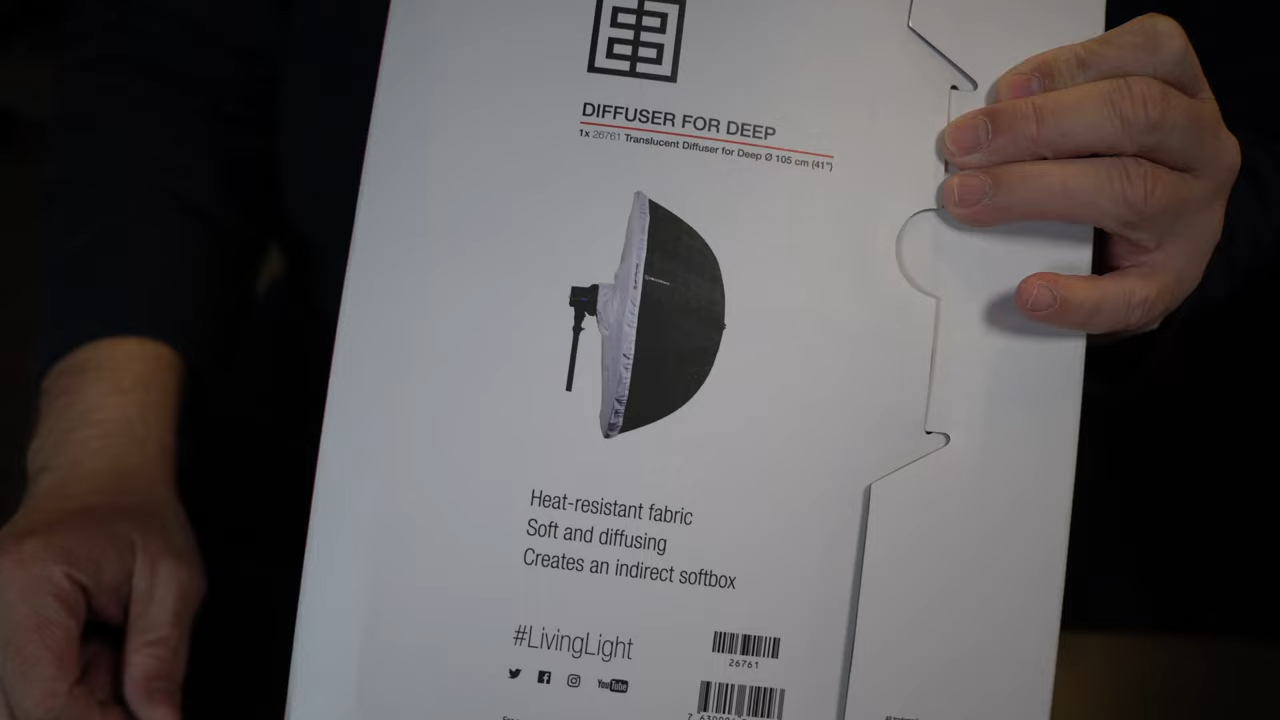 DIFFUSER FOR DEEP
1x 26761 Translucent Diffuser for Deep Ø 105 cm (41")
Heat-resistant fabric
Soft and diffusing
Creates an indirect softbox
#LivingLight
YouTube
26761